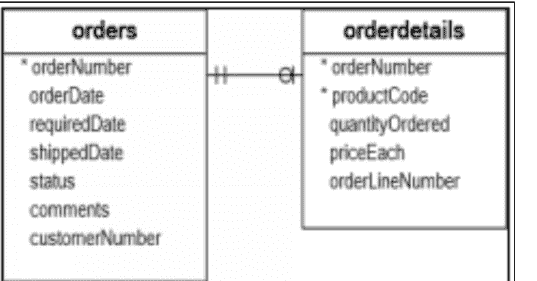 orders
* orderNumber
orderDate
requiredDate
shippedDate
status
comments
customerNumber
orderdetails
* orderNumber
* productCode
quantityOrdered
priceEach
orderLineNumber